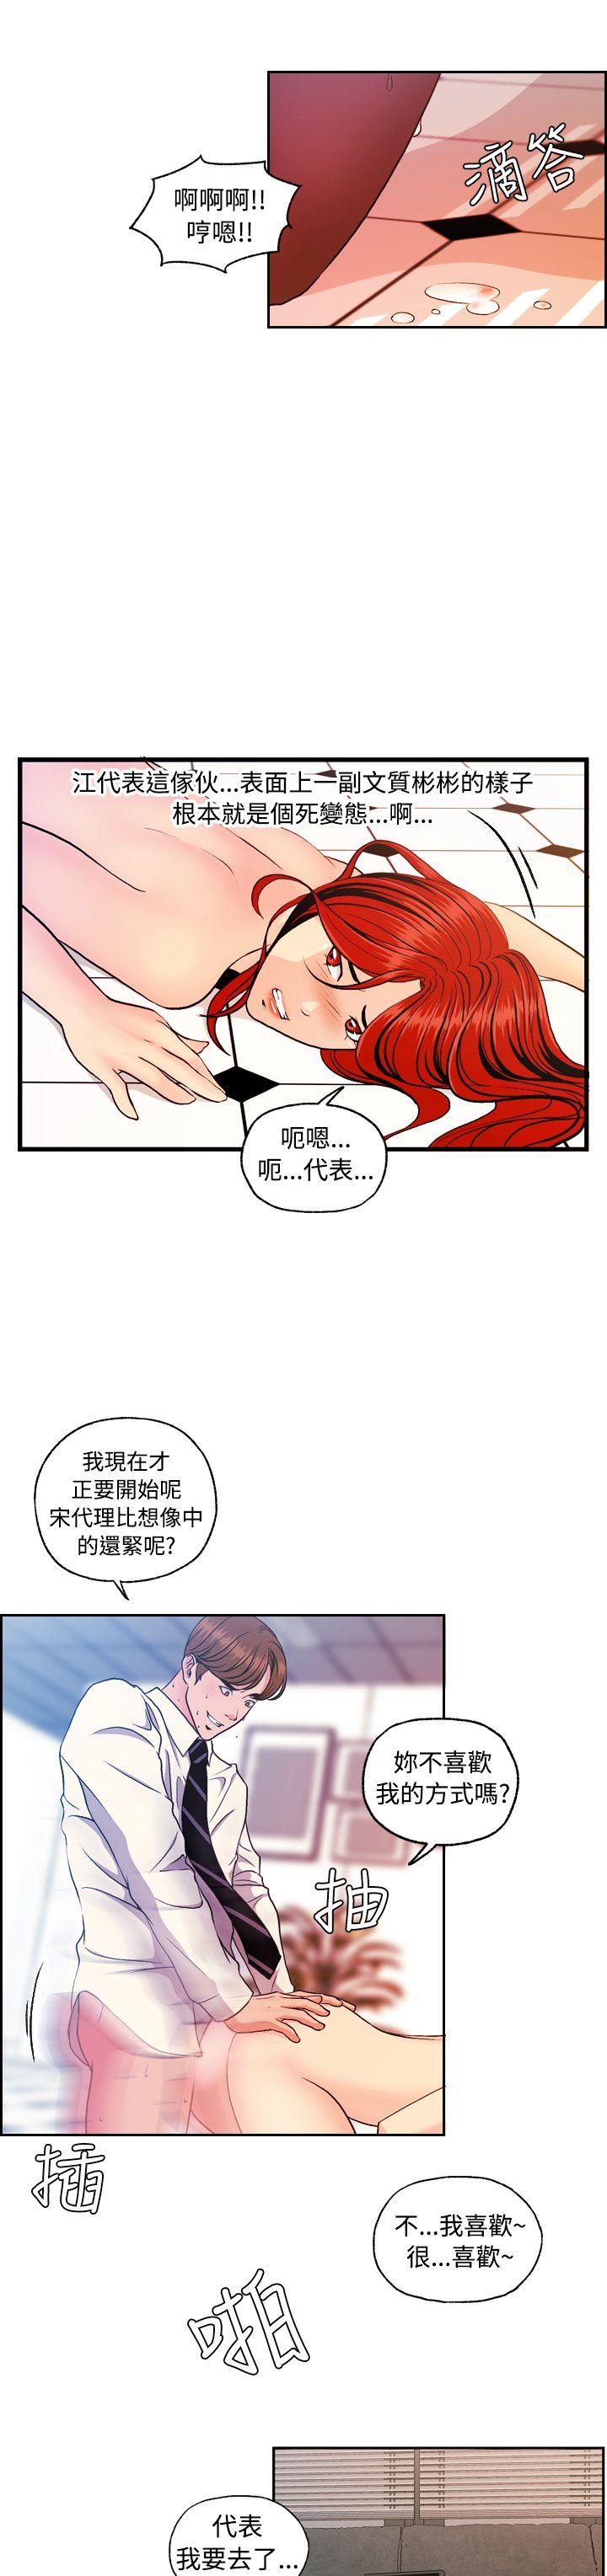 滴答
啊啊啊!!
哼嗯!!
江代表這傢伙...表面上一副文質彬彬的樣子
根本就是個死變態...啊...
呃嗯...
呃...代表...
我現在才
正要開始呢
宋代理比想像中
的還緊呢?
妳不喜歡
我的方式嗎?
抽
插
不...我喜歡~
很...喜歡~
啪
代表
我要去了...